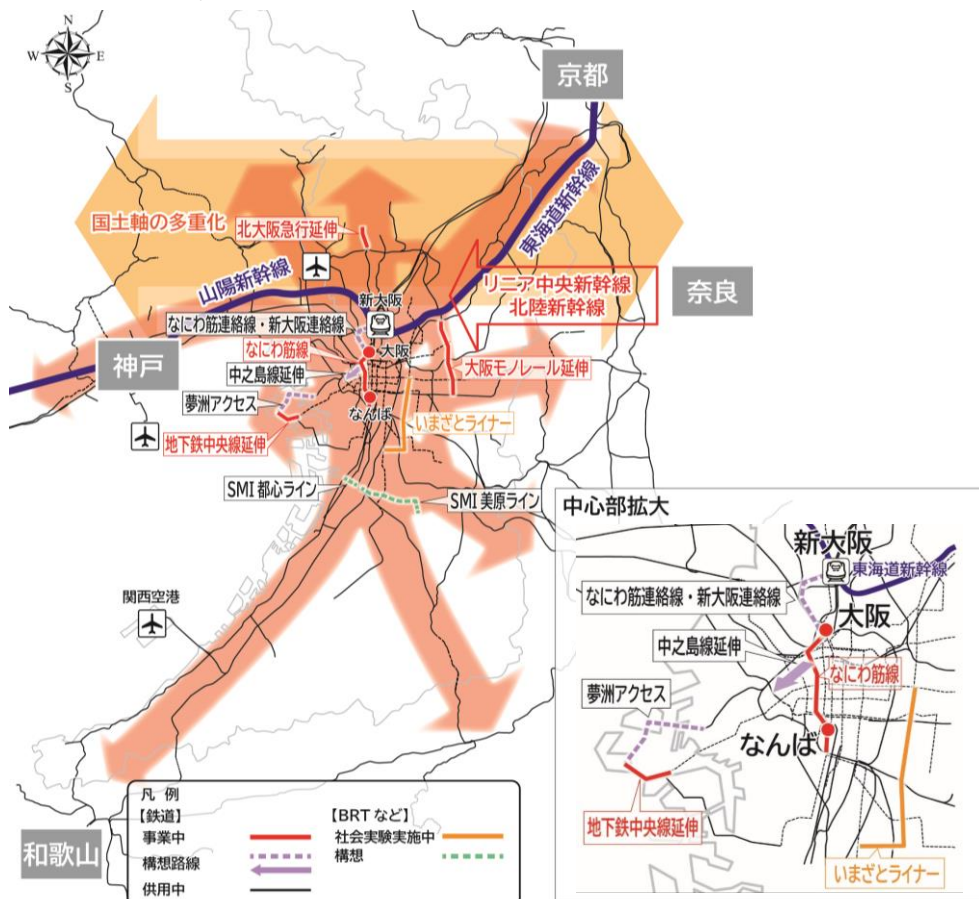 N
W
E
S
京都
国土軸の多重化
北大阪急行延伸
東海道新幹線
山陽新幹線
リニア中央新幹線
北陸新幹線
奈良
新大阪
なにわ筋連絡線・新大阪連絡線
なにわ筋線
大阪
中之島線延伸
大阪モノレール延伸
神戸
夢洲アクセス
なんば
いまざとライナー
地下鉄中央線延伸
SMI 都心ライン
SMI 美原ライン
関西空港
中心部拡大
新大阪
東海道新幹線
なにわ筋連絡線・新大阪連絡線
大阪
中之島線延伸
なにわ筋線
夢洲アクセス
なんば
地下鉄中央線延伸
いまざとライナー
和歌山
凡 例
【鉄道】
事業中
構想路線
供用中
【BRT など】
社会実験実施中
構想